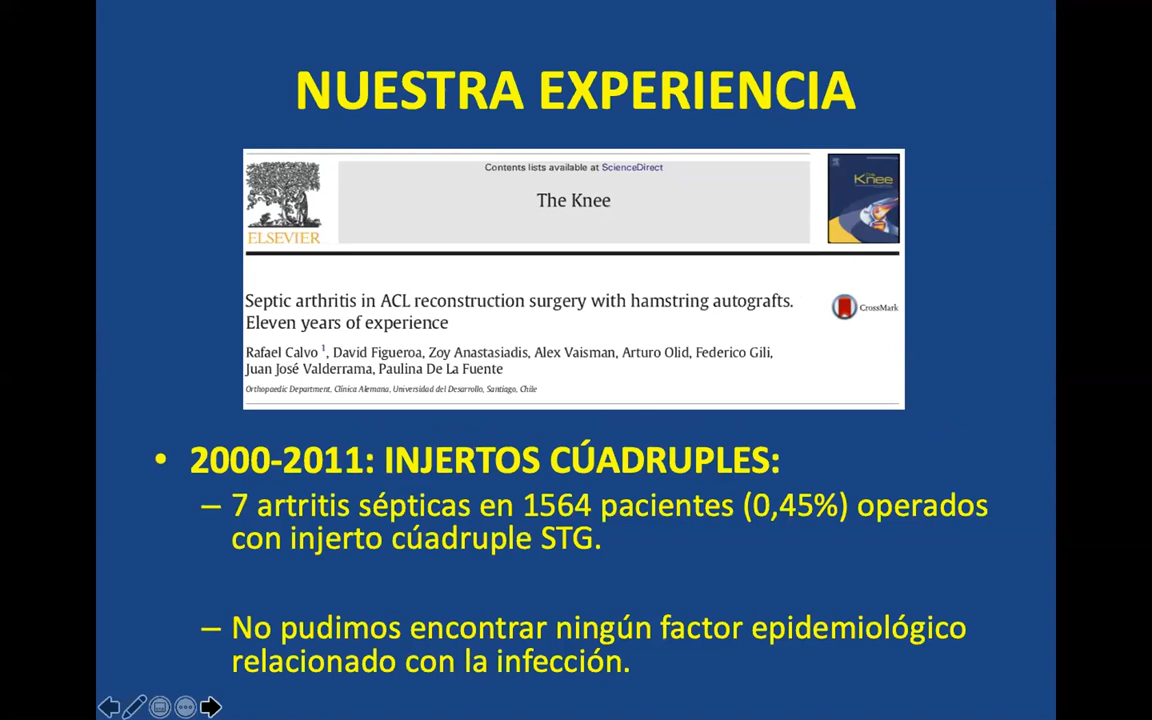 NUESTRA EXPERIENCIA
Contents lists available at ScienceDirect
The Knee
Knee
ELSEVIER
Septic arthritis in ACL reconstruction surgery with hamstring autografts.
Eleven years of experience
CrossMark
Rafael Calvo 1, David Figueroa, Zoy Anastasiadis, Alex Vaisman, Arturo Olid, Federico Gili,
Juan José Valderrama, Paulina De La Fuente
Orthopaedic Department, Clínica Alemana, Universidad del Desarrollo, Santiago, Chile
• 2000-2011: INJERTOS CÚADRUPLES:
– 7 artritis sépticas en 1564 pacientes (0,45%) operados
con injerto cúadruple STG.
– No pudimos encontrar ningún factor epidemiológico
relacionado con la infección.